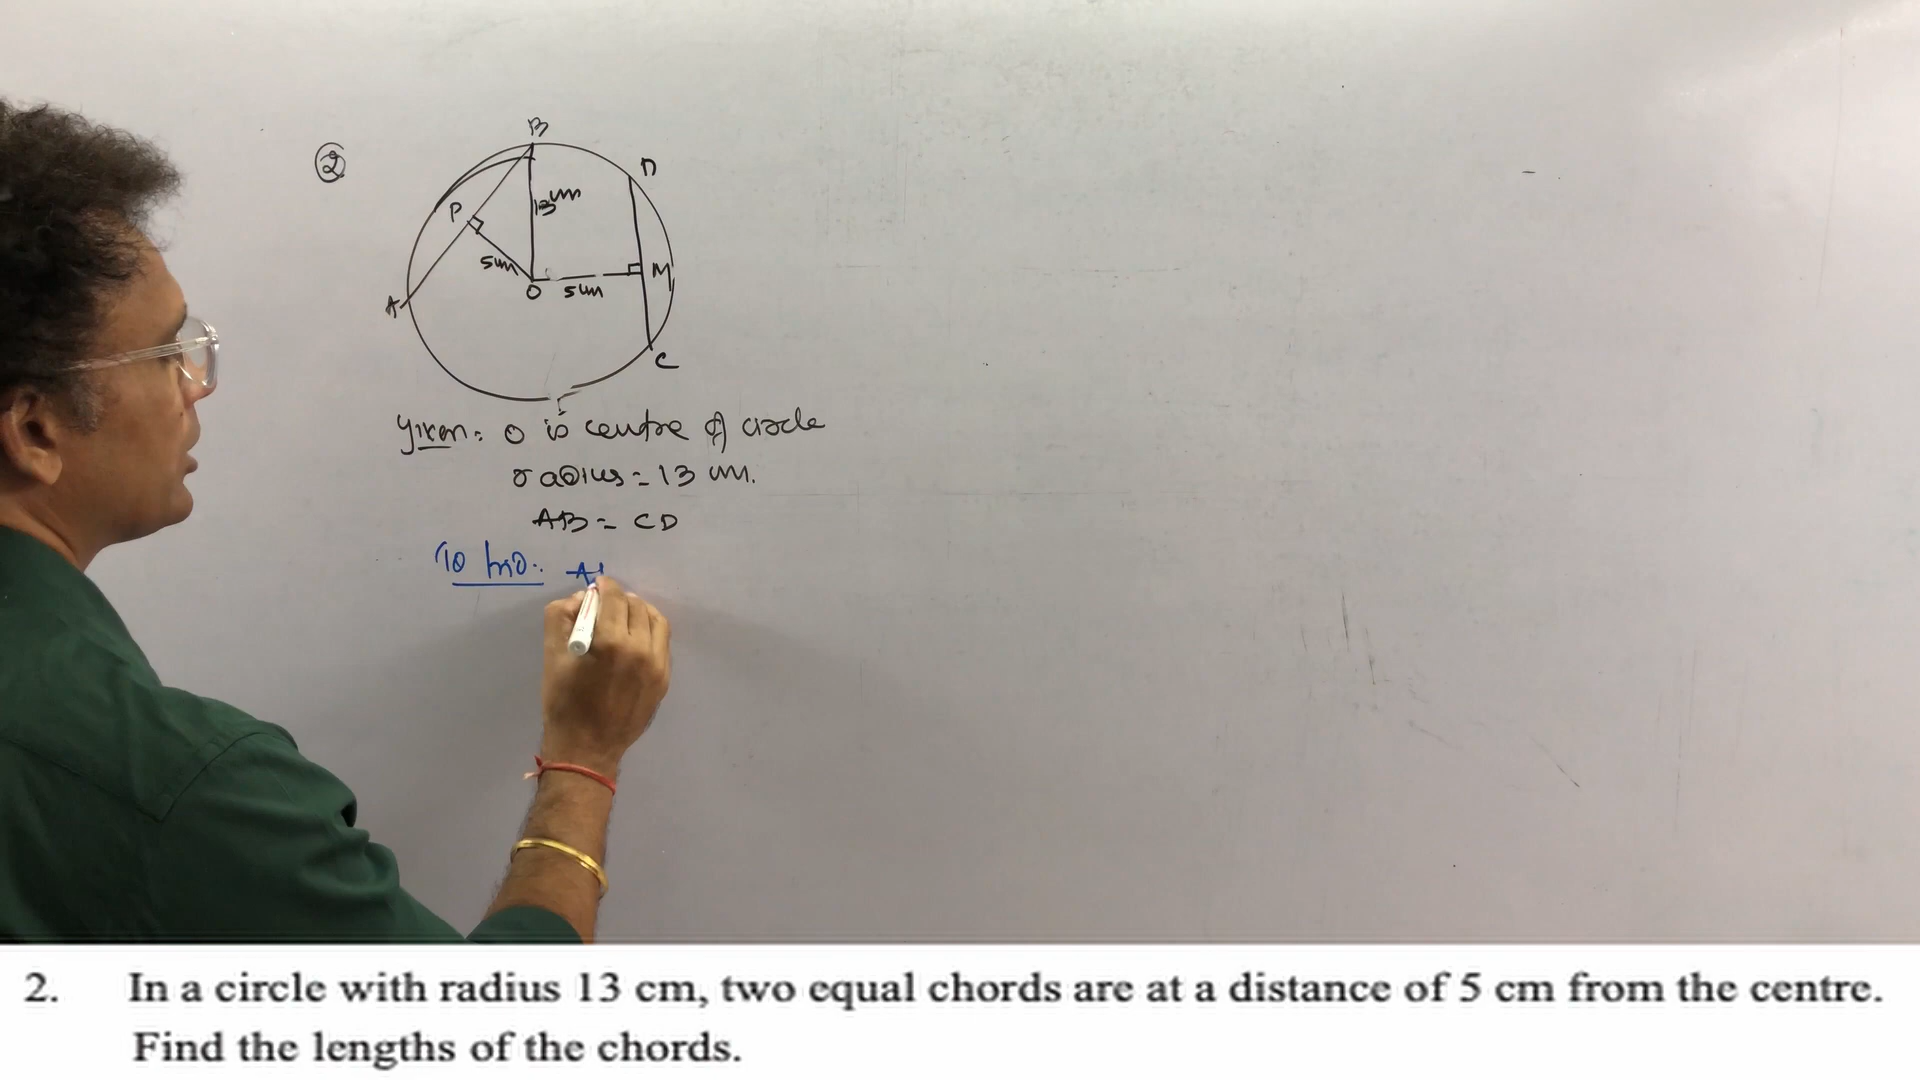 2
B
D
13 cm
P
5cm
M
A
O
5cm
C
Given: O is centre of circle
radius = 13 cm.
AB = CD
To find:
2. In a circle with radius 13 cm, two equal chords are at a distance of 5 cm from the centre.
Find the lengths of the chords.